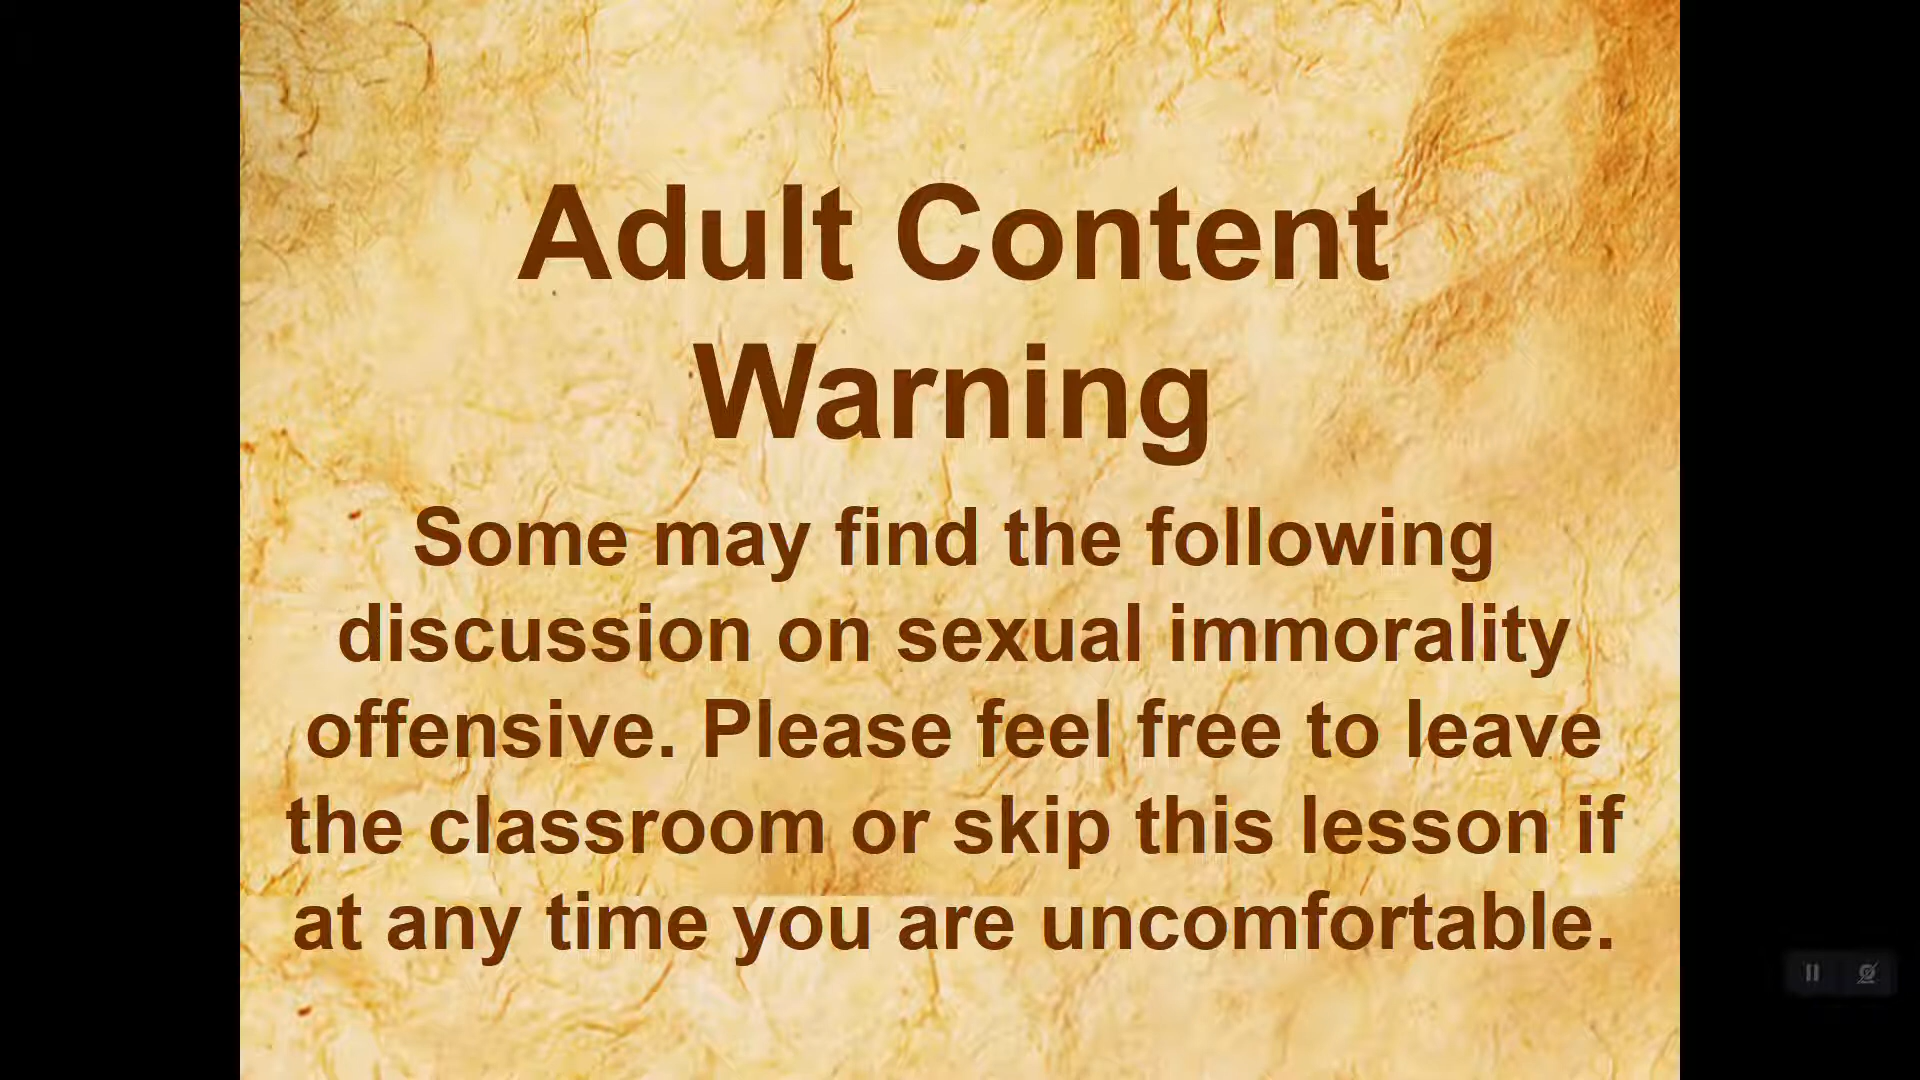 Adult Content
Warning
Some may find the following
discussion on sexual immorality
offensive. Please feel free to leave
the classroom or skip this lesson if
at any time you are uncomfortable.